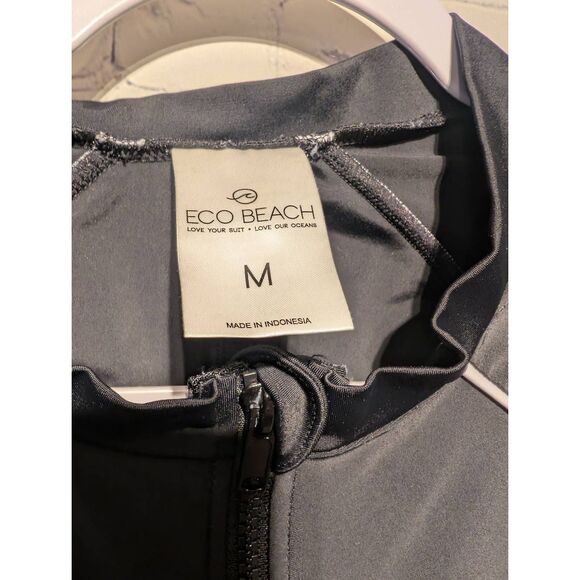 ECO BEACH
LOVE YOUR SUIT • LOVE OUR OCEANS
M
MADE IN INDONESIA